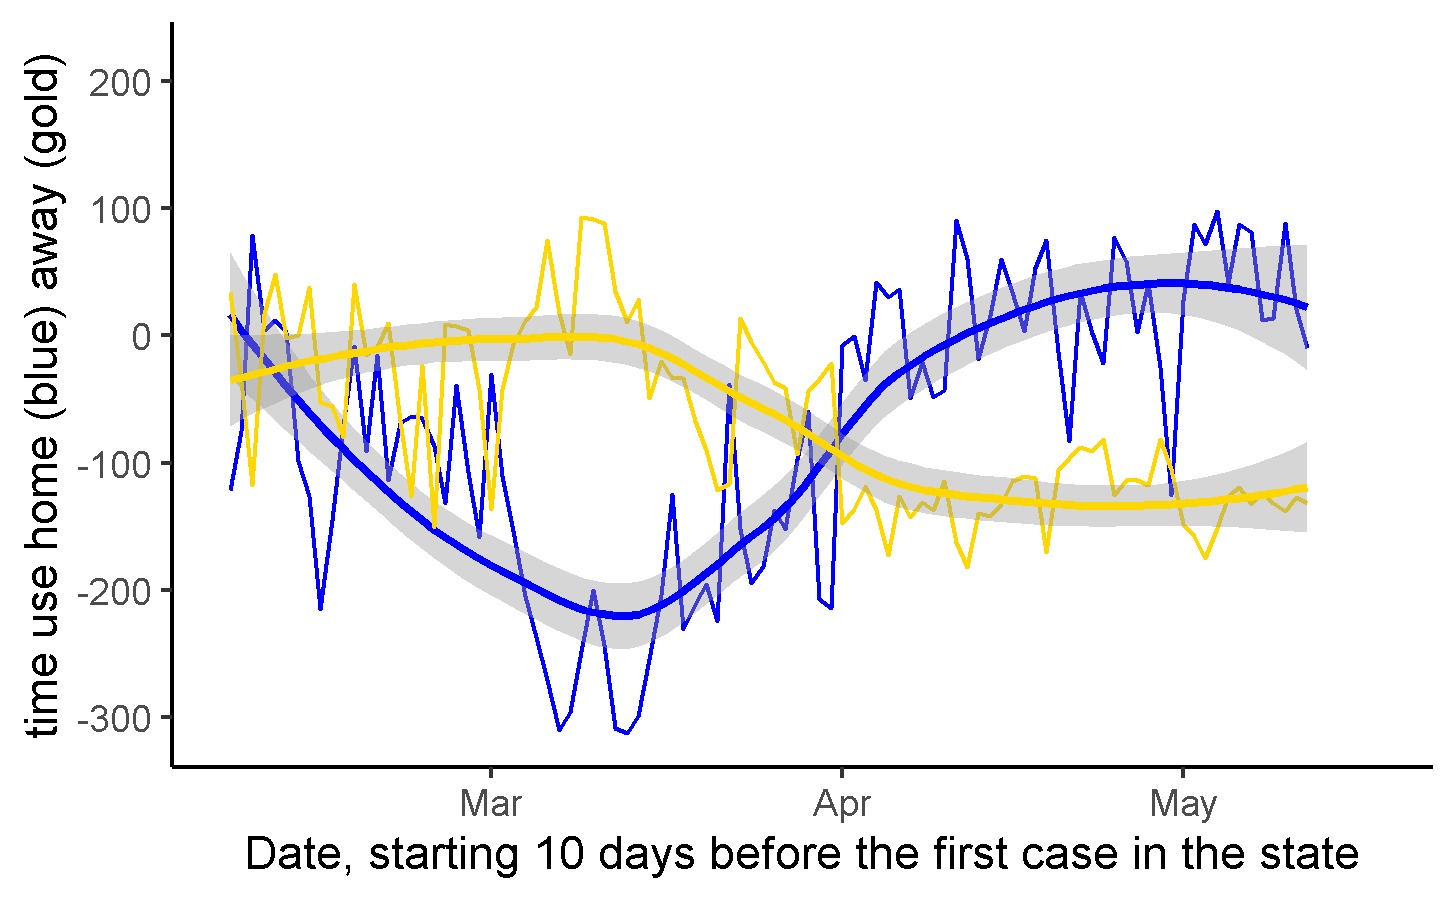 time use home (blue) away (gold)
200
100
0
-100
-200
-300
Mar
Apr
May
Date, starting 10 days before the first case in the state